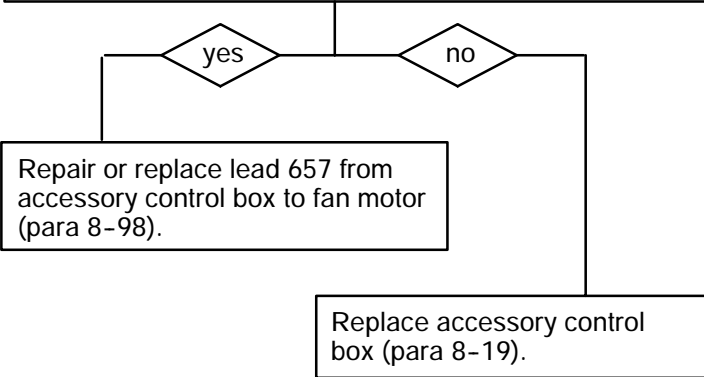 yes
no
Repair or replace lead 657 from
accessory control box to fan motor
(para 8-98).
Replace accessory control
box (para 8-19).